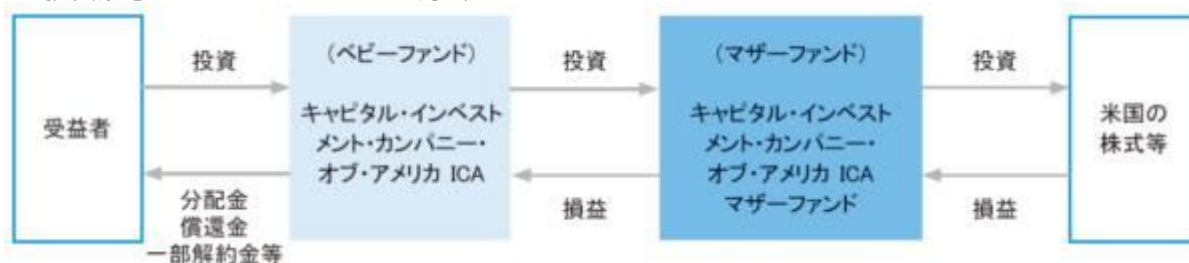 受益者
投資
分配金
償還金
一部解約金等
(ベビーファンド)
キャピタル・インベスト
メント・カンパニー・
オブ・アメリカ ICA
投資
損益
(マザーファンド)
キャピタル・インベスト
メント・カンパニー・
オブ・アメリカ ICA
マザーファンド
投資
損益
米国の
株式等